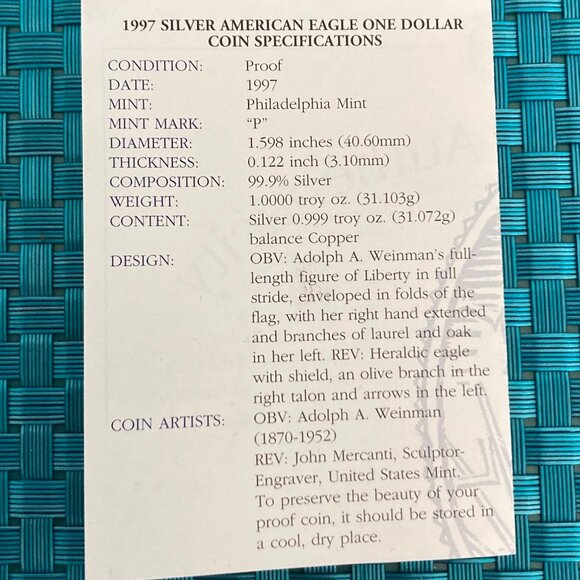 1997 SILVER AMERICAN EAGLE ONE DOLLAR
COIN SPECIFICATIONS
CONDITION: Proof
DATE: 1997
MINT: Philadelphia Mint
MINT MARK: “P”
DIAMETER: 1.598 inches (40.60mm)
THICKNESS: 0.122 inch (3.10mm)
COMPOSITION: 99.9% Silver
WEIGHT: 1.0000 troy oz. (31.103g)
CONTENT: Silver 0.999 troy oz. (31.072g)
balance Copper
DESIGN: OBV: Adolph A. Weinman's full-
length figure of Liberty in full
stride, enveloped in folds of the
flag, with her right hand extended
and branches of laurel and oak
in her left. REV: Heraldic eagle
with shield, an olive branch in the
right talon and arrows in the left.
COIN ARTISTS: OBV: Adolph A. Weinman
(1870-1952)
REV: John Mercanti, Sculptor-
Engraver, United States Mint.
To preserve the beauty of your
proof coin, it should be stored in
a cool, dry place.